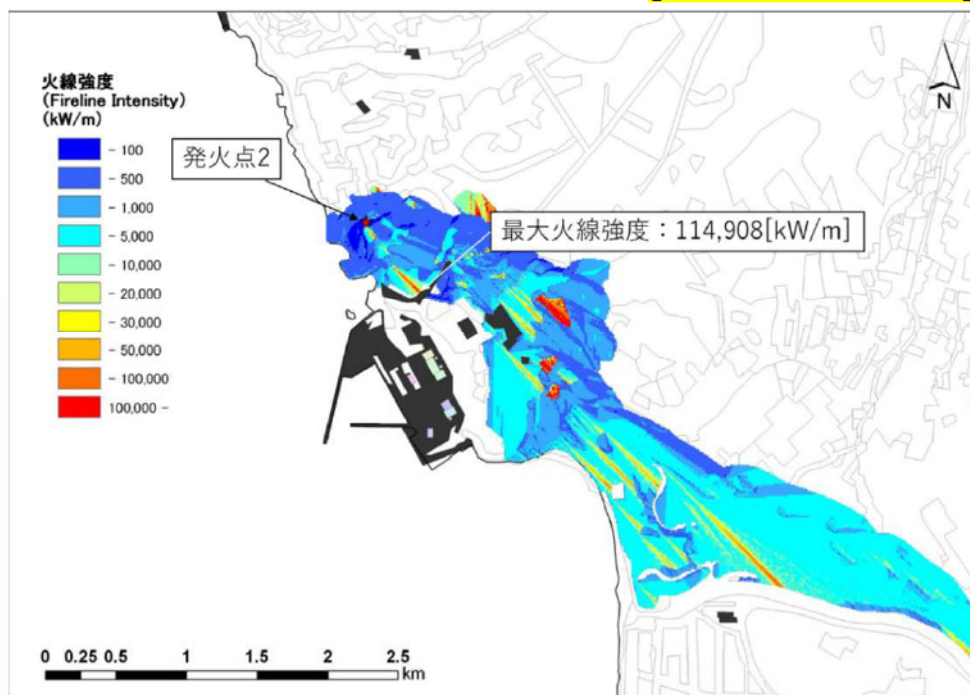 火線強度
(Fireline Intensity)
(kW/m)
- 100
- 500
- 1,000
- 5,000
- 10,000
- 20,000
- 30,000
- 50,000
- 100,000
100,000 -
発火点2
最大火線強度：114,908[kW/m]
N
0 0.25 0.5 1 1.5 2 2.5
km